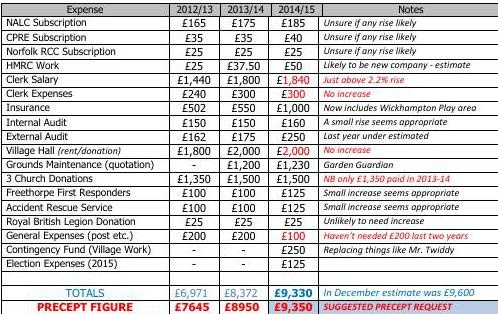 Expense 2012/13 2013/14 2014/15 Notes
NALC Subscription £165 £175 £185 Unsure if any rise likely
CPRE Subscription £35 £35 £40 Unsure if any rise likely
Norfolk RCC Subscription £25 £25 £25 Unsure if any rise likely
HMRC Work £25 £37.50 £50 Likely to be new company - estimate
Clerk Salary £1,440 £1,800 £1,840 Just above 2.2% rise
Clerk Expenses £240 £300 £300 No increase
Insurance £502 £550 £1,000 Now includes Wickhampton Play area
Internal Audit £150 £150 £160 A small rise seems appropriate
External Audit £162 £175 £250 Last year under estimated
Village Hall (rent/donation) £1,800 £2,000 £2,000 No increase
Grounds Maintenance (quotation) - £1,200 £1,230 Garden Guardian
3 Church Donations £1,350 £1,500 £1,500 NB only £1,350 paid in 2013-14
Freethorpe First Responders £100 £100 £125 Small increase seems appropriate
Accident Rescue Service £100 £100 £125 Small increase seems appropriate
Royal British Legion Donation £25 £25 £25 Unlikely to need increase
General Expenses (post etc.) £200 £200 £100 Haven't needed £200 last two years
Contingency Fund (Village Work) - - £250 Replacing things like Mr. Twiddy
Election Expenses (2015) - - £125
TOTALS £6,971 £8,372 £9,330 In December estimate was £9,600
PRECEPT FIGURE £7645 £8950 £9,350 SUGGESTED PRECEPT REQUEST